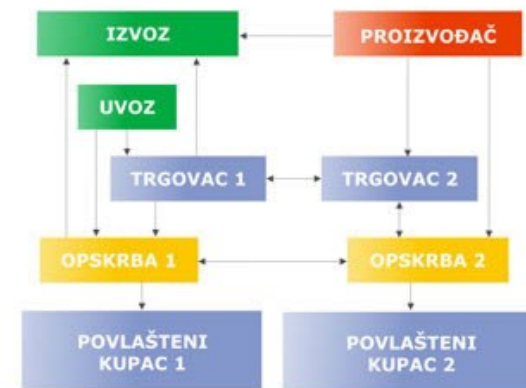 IZVOZ
PROIZVOĐAČ
UVOZ
TRGOVAC 1
TRGOVAC 2
OPSKRBA 1
OPSKRBA 2
POVLAŠTENI
KUPAC 1
POVLAŠTENI
KUPAC 2